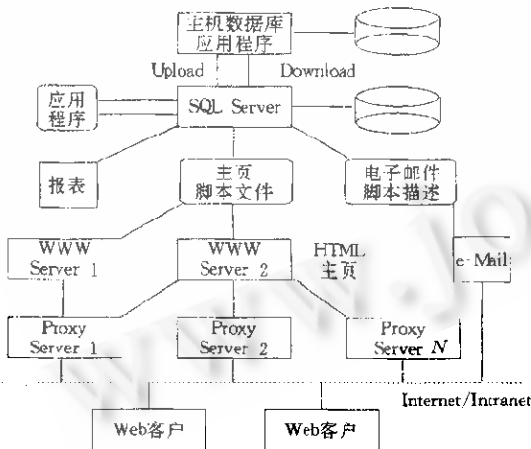 主机数据库
应用程序
Upload
Download
应用
程序
SQL Server
报表
主页
脚本文件
电子邮件
脚本描述
WWW
Server 1
WWW
Server 2
HTML
主页
e-Mail
Proxy
Server 1
Proxy
Server 2
Proxy
Server N
Internet/Intranet
Web客户
Web客户
www.jo